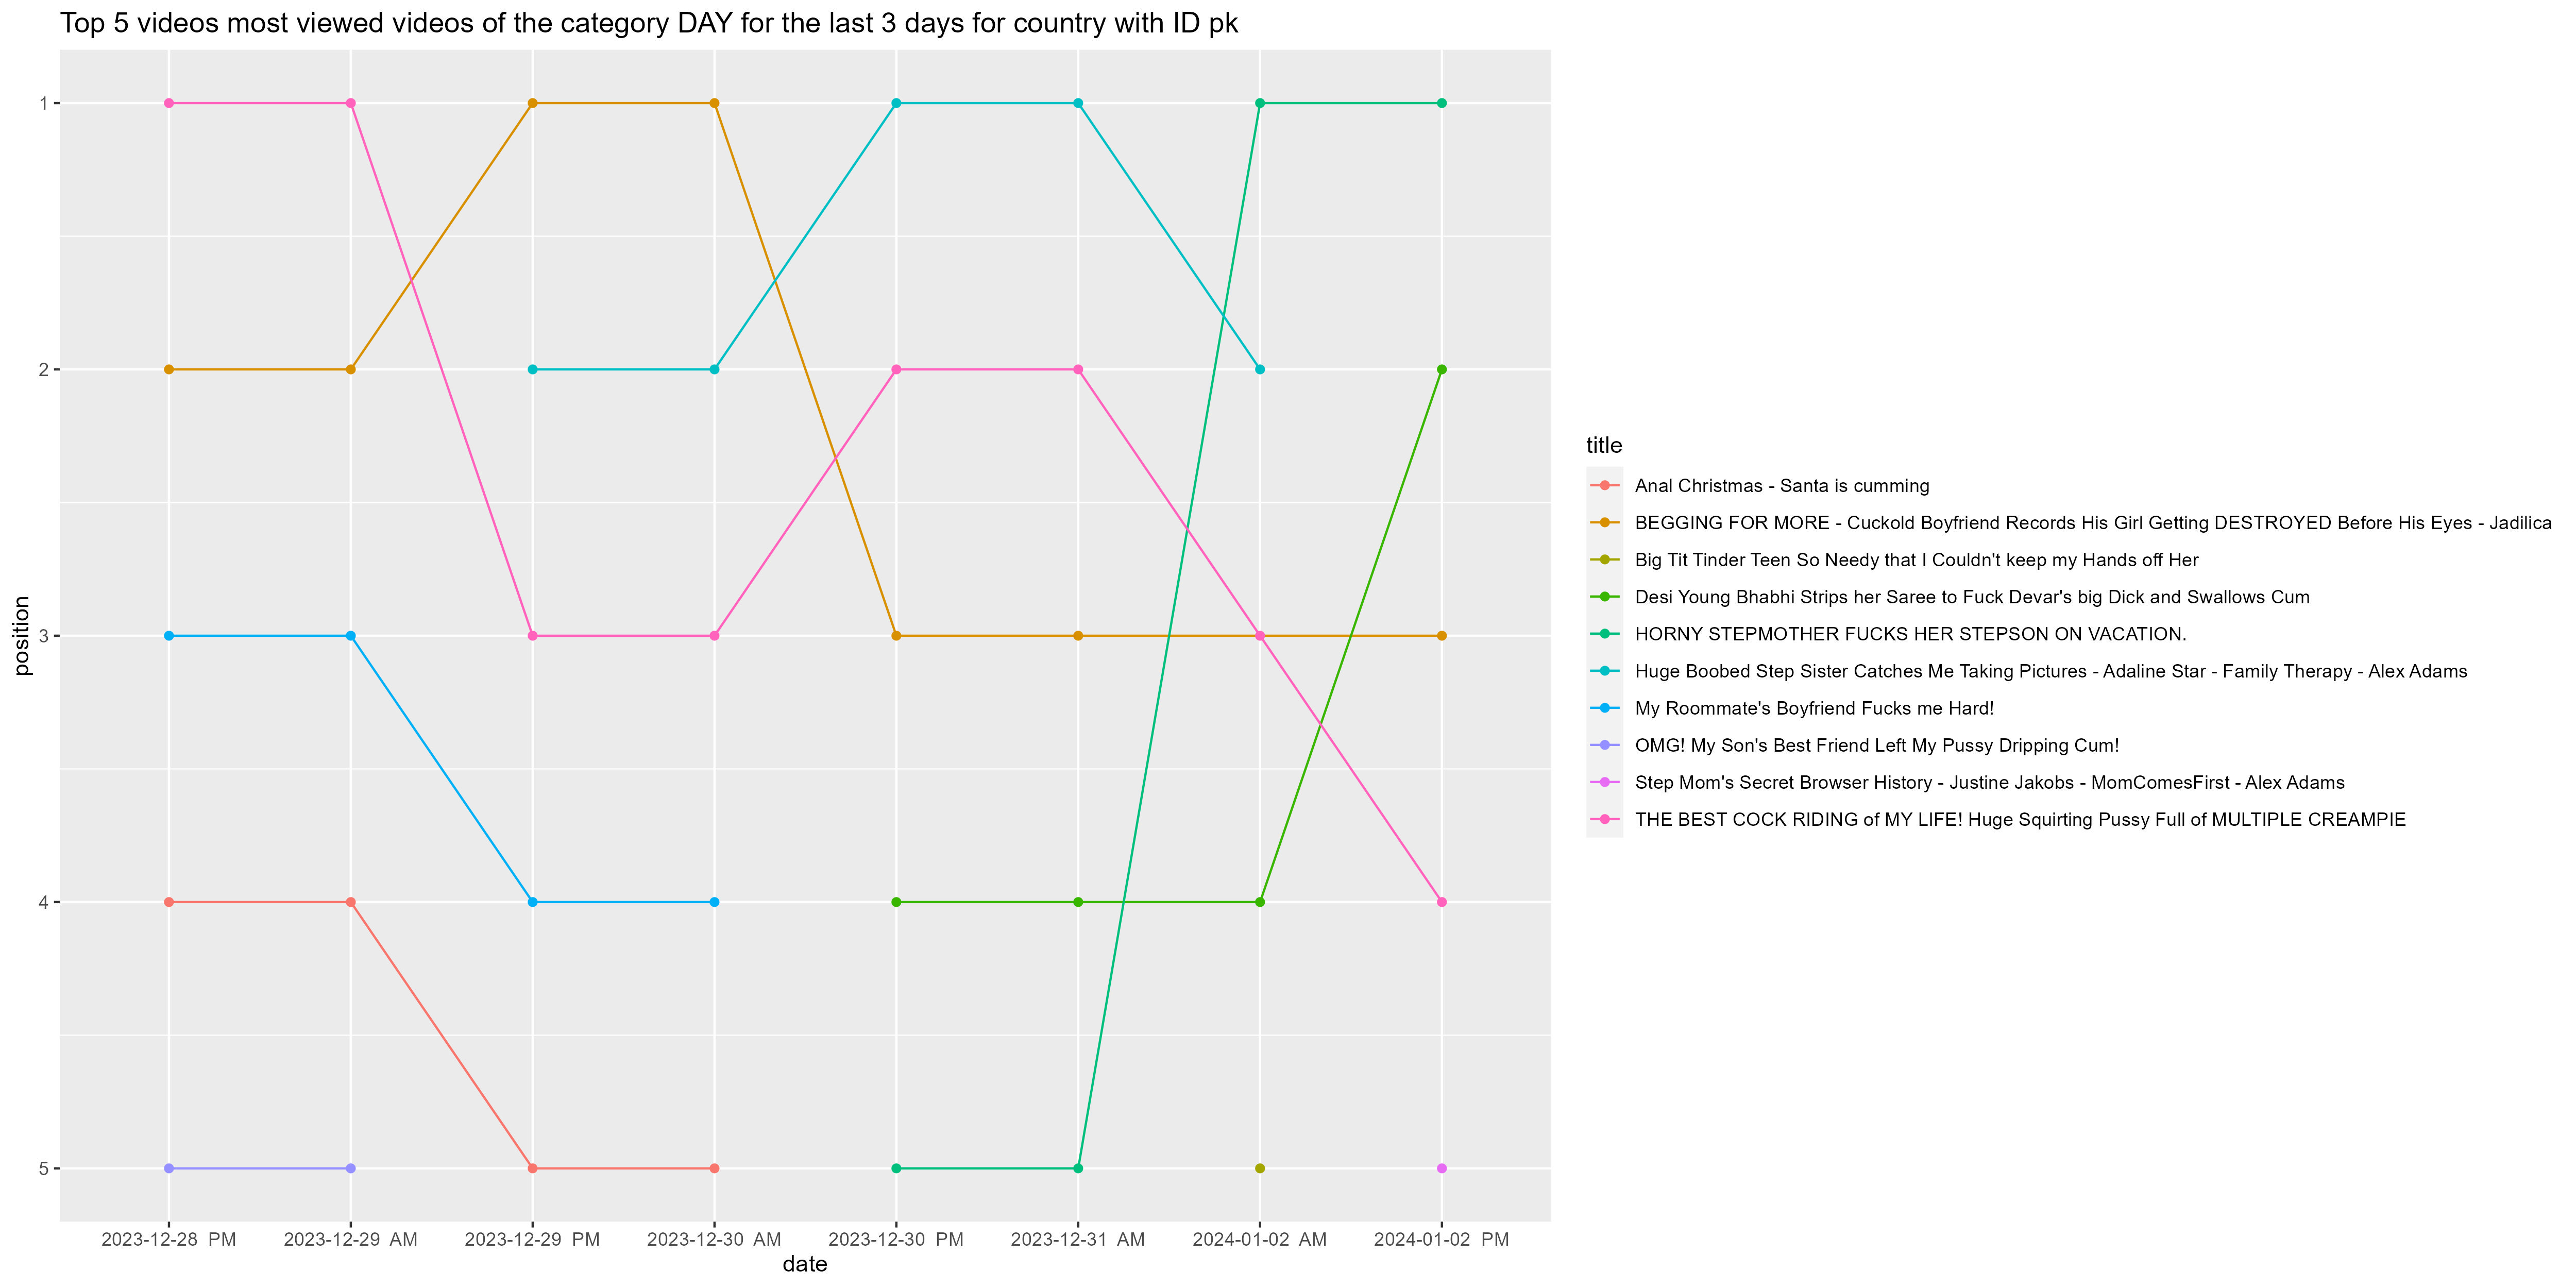 Top 5 videos most viewed videos of the category DAY for the last 3 days for country with ID pk
position
1
2
3
4
5
2023-12-28 PM
2023-12-29 AM
2023-12-29 PM
2023-12-30 AM
2023-12-30 PM
2023-12-31 AM
2024-01-02 AM
2024-01-02 PM
date
title
Anal Christmas - Santa is cumming
BEGGING FOR MORE - Cuckold Boyfriend Records His Girl Getting DESTROYED Before His Eyes - Jadilica
Big Tit Tinder Teen So Needy that I Couldn't keep my Hands off Her
Desi Young Bhabhi Strips her Saree to Fuck Devar's big Dick and Swallows Cum
HORNY STEPMOTHER FUCKS HER STEPSON ON VACATION.
Huge Boobed Step Sister Catches Me Taking Pictures - Adaline Star - Family Therapy - Alex Adams
My Roommate's Boyfriend Fucks me Hard!
OMG! My Son's Best Friend Left My Pussy Dripping Cum!
Step Mom's Secret Browser History - Justine Jakobs - MomComesFirst - Alex Adams
THE BEST COCK RIDING of MY LIFE! Huge Squirting Pussy Full of MULTIPLE CREAMPIE